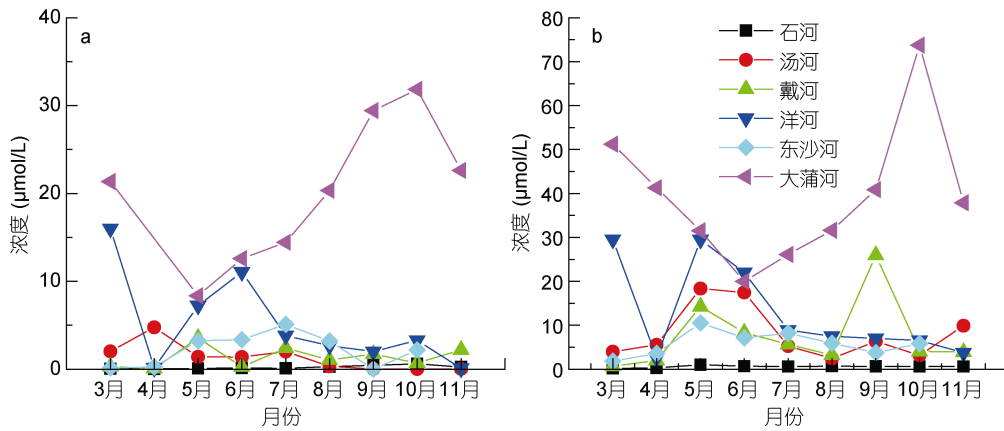 a
浓度 (μmol/L)
40
30
20
10
0
3月 4月 5月 6月 7月 8月 9月 10月 11月
月份
b
浓度 (μmol/L)
80
70
60
50
40
30
20
10
0
3月 4月 5月 6月 7月 8月 9月 10月 11月
月份
石河
汤河
戴河
洋河
东沙河
大蒲河